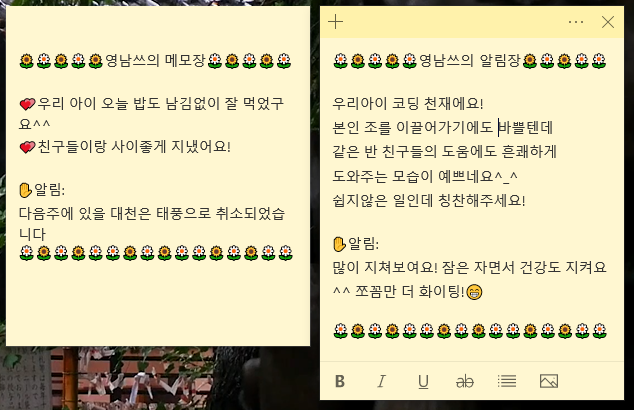 🌻🌼🌻🌼🌻영남쓰의 메모장🌼🌻🌼🌻🌼
💘우리 아이 오늘 밥도 남김없이 잘 먹었구
요^^
💘친구들이랑 사이좋게 지냈어요!
✋알림:
다음주에 있을 대천은 태풍으로 취소되었습
니다
🌻🌼🌻🌼🌻🌼🌻🌼🌻🌼🌻🌼🌻🌼🌻🌼
🌼🌻🌼🌻🌼영남쓰의 알림장🌻🌼🌻🌼🌼
우리아이 코딩 천재에요!
본인 조를 이끌어가기에도 바쁠텐데
같은 반 친구들의 도움에도 흔쾌하게
도와주는 모습이 예쁘네요^_^
쉽지않은 일인데 칭찬해주세요!
✋알림:
많이 지쳐보여요! 잠은 자면서 건강도 지켜요
^^ 쪼꼼만 더 화이팅!😁
🌼🌻🌼🌻🌼🌻🌼🌻🌼🌻🌼🌻🌼🌻🌼🌼
B I U ab